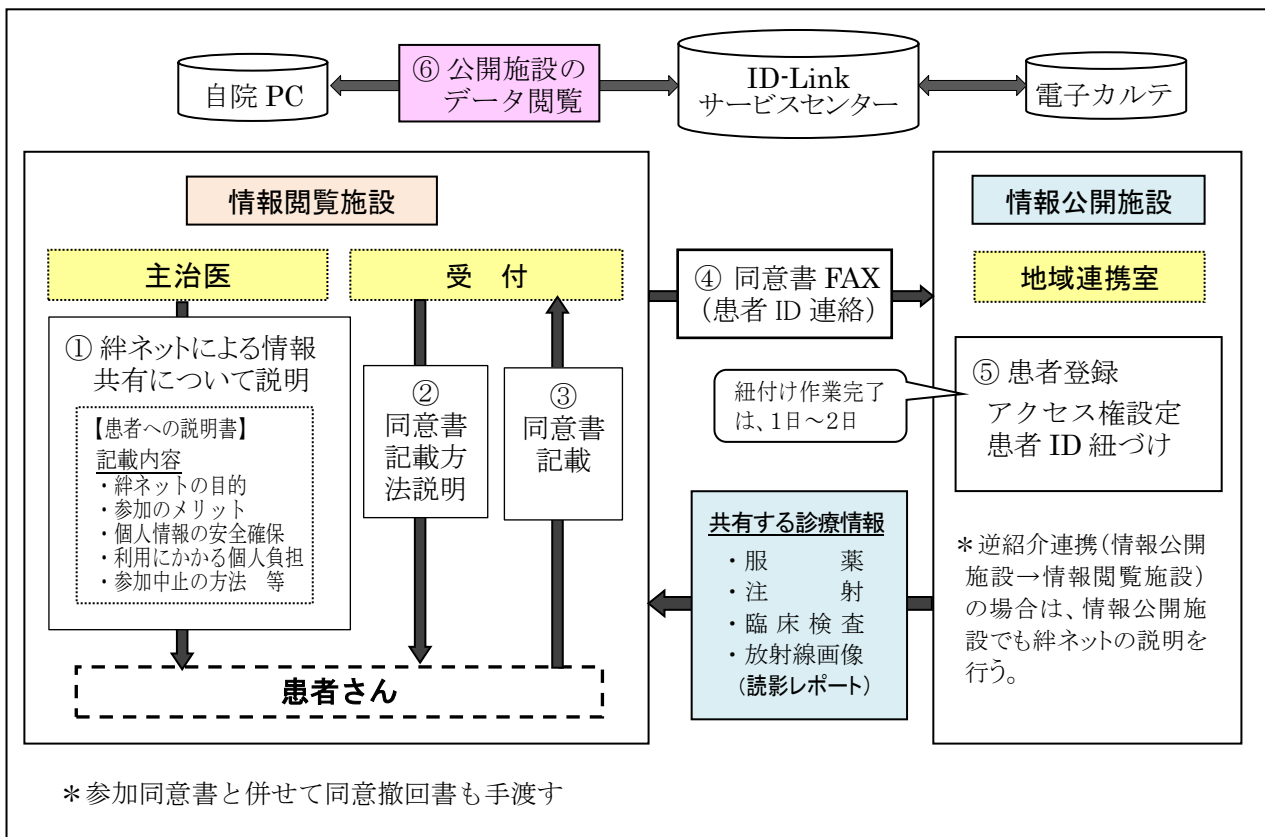 自院 PC
⑥ 公開施設の
データ閲覧
ID-Link
サービスセンター
電子カルテ
情報閲覧施設
主治医
受　付
① 絆ネットによる情報
共有について説明
【患者への説明書】
記載内容
・絆ネットの目的
・参加のメリット
・個人情報の安全確保
・利用にかかる個人負担
・参加中止の方法　等
②
同意書
記載方
法説明
③
同意書
記載
患者さん
④ 同意書 FAX
（患者 ID 連絡）
情報公開施設
地域連携室
紐付け作業完了
は、1日～2日
⑤ 患者登録
アクセス権設定
患者 ID 紐づけ
共有する診療情報
・服　　　薬
・注　　　射
・臨 床 検 査
・放射線画像
（読影レポート）
＊逆紹介連携（情報公開
施設→情報閲覧施設）
の場合は、情報公開施
設でも絆ネットの説明を
行う。
＊参加同意書と併せて同意撤回書も手渡す